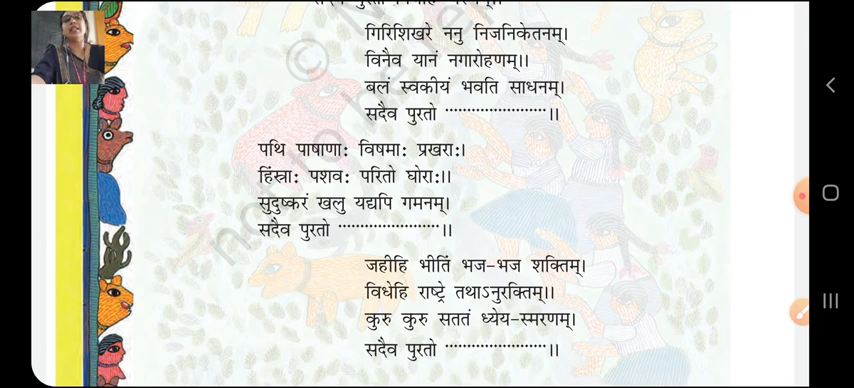 गिरिशिखरे ननु निजनिकेतनम्।
विनैव यानं नगारोहणम्।।
बलं स्वकीयं भवति साधनम्।
सदैव पुरतो ·······················।।
पथि पाषाणाः विषमाः प्रखराः।
हिंस्त्राः पशवः परितो घोराः।।
सुदुष्करं खलु यद्यपि गमनम्।
सदैव पुरतो ·······················।।
जहीहि भीतिं भज-भज शक्तिम्।
विधेहि राष्ट्रे तथाऽनुरक्तिम्।।
कुरु कुरु सततं ध्येय-स्मरणम्।
सदैव पुरतो ·······················।।